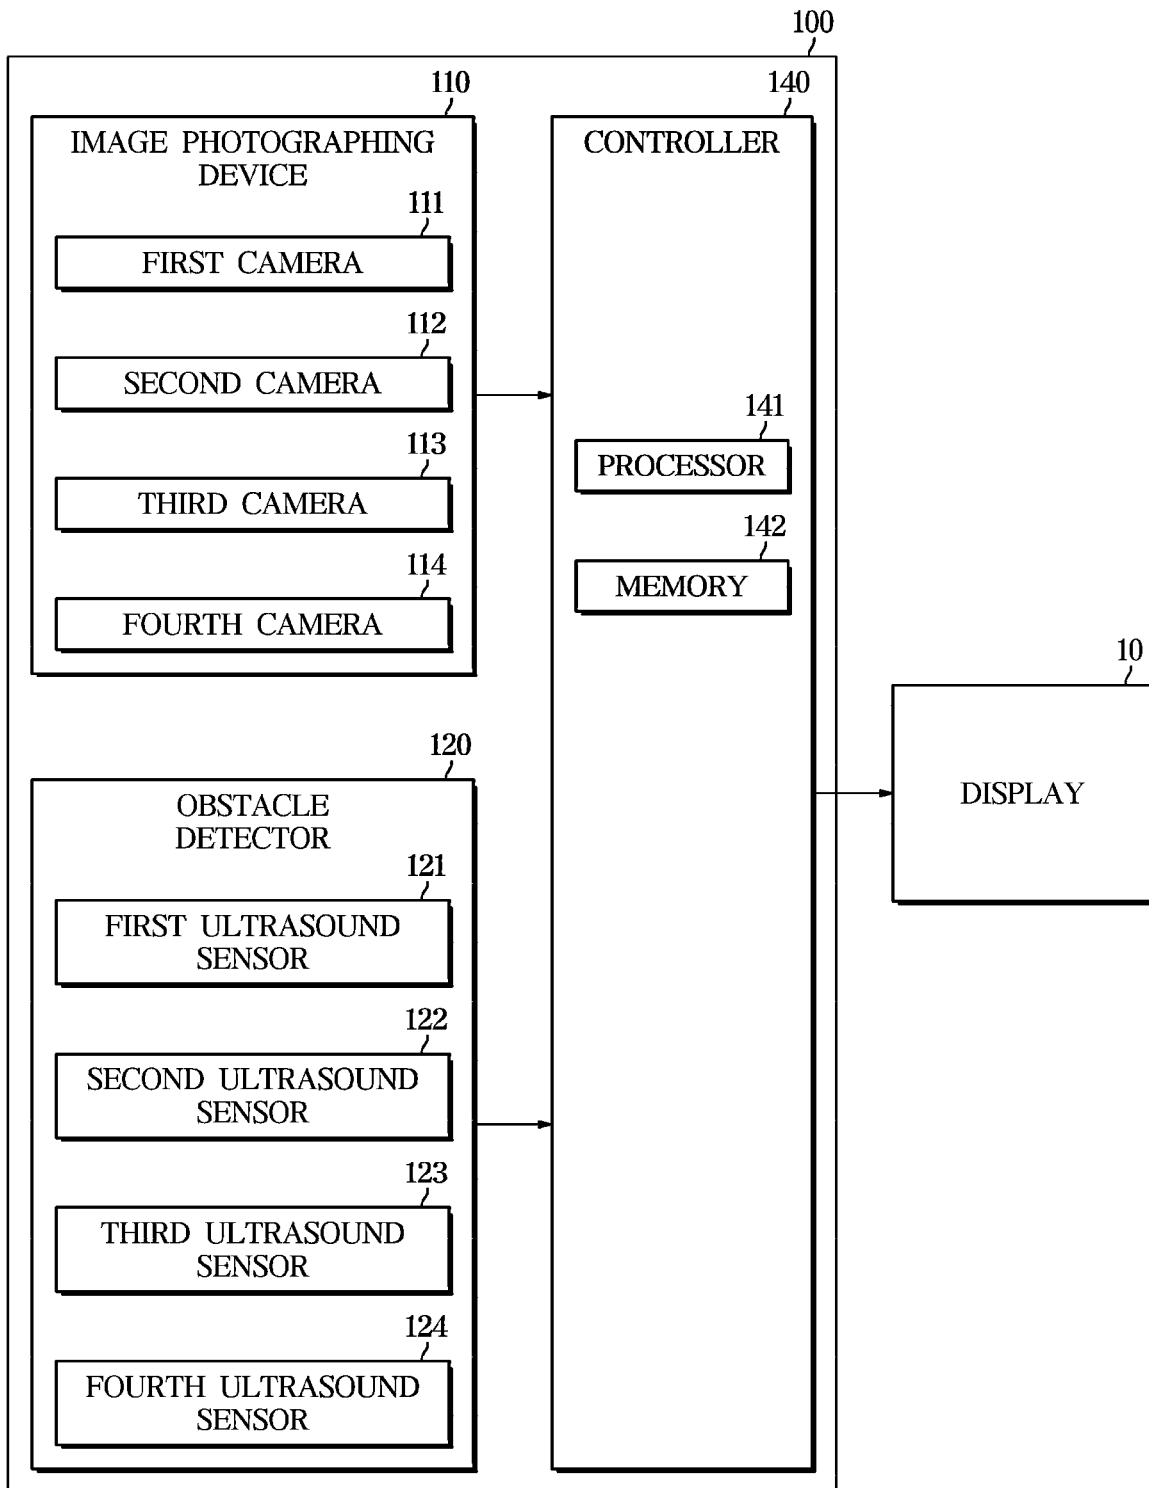 100
110
IMAGE PHOTOGRAPHING
DEVICE
111
FIRST CAMERA
112
SECOND CAMERA
113
THIRD CAMERA
114
FOURTH CAMERA
120
OBSTACLE
DETECTOR
121
FIRST ULTRASOUND
SENSOR
122
SECOND ULTRASOUND
SENSOR
123
THIRD ULTRASOUND
SENSOR
124
FOURTH ULTRASOUND
SENSOR
140
CONTROLLER
141
PROCESSOR
142
MEMORY
10
DISPLAY